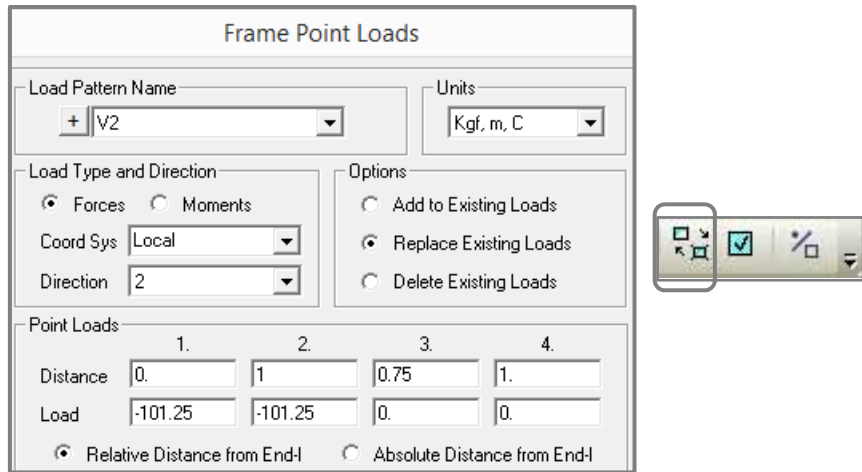 Frame Point Loads
Load Pattern Name
+ V2
Units
Kgf, m, C
Load Type and Direction
Forces Moments
Coord Sys Local
Direction 2
Options
Add to Existing Loads
Replace Existing Loads
Delete Existing Loads
Point Loads
1. 2. 3. 4.
Distance 0. 1 0.75 1.
Load -101.25 -101.25 0. 0.
Relative Distance from End-I Absolute Distance from End-I